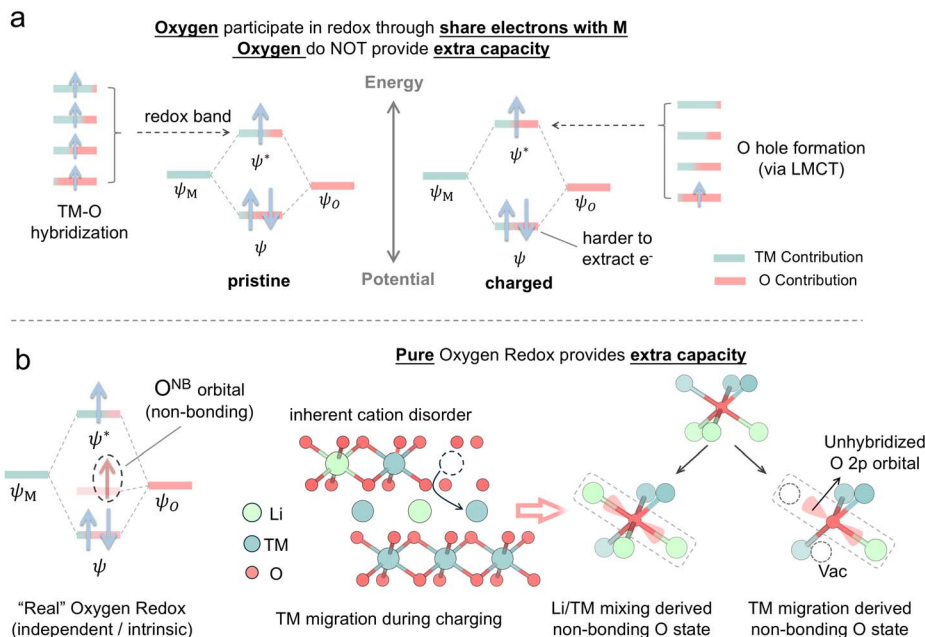 a
Oxygen participate in redox through share electrons with M
Oxygen do NOT provide extra capacity
Energy
redox band
ψ*
ψM
ψO
ψ
TM-O
hybridization
pristine
Potential
ψ*
ψM
ψO
ψ
harder to
extract e-
charged
O hole formation
(via LMCT)
TM Contribution
O Contribution
b
Pure Oxygen Redox provides extra capacity
O^NB orbital
(non-bonding)
ψ*
ψM
ψO
ψ
"Real" Oxygen Redox
(independent / intrinsic)
inherent cation disorder
Li
TM
O
TM migration during charging
Unhybridized
O 2p orbital
Vac
Li/TM mixing derived
non-bonding O state
TM migration derived
non-bonding O state